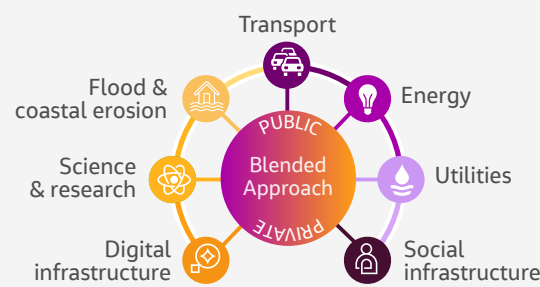 Transport
Flood &
coastal erosion
Energy
PUBLIC
Science
& research
Blended
Approach
Utilities
PRIVATE
Digital
infrastructure
Social
infrastructure